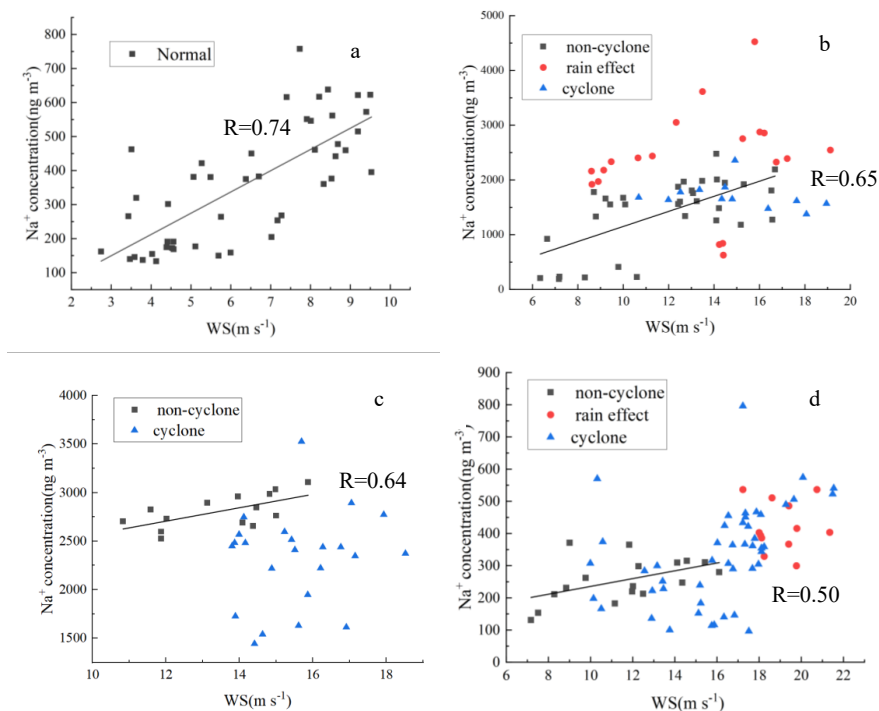 a
Normal
R=0.74
800
700
600
500
400
300
200
100
Na⁺ concentration(ng m⁻³)
2 3 4 5 6 7 8 9 10
WS(m s⁻¹)
b
non-cyclone
rain effect
cyclone
R=0.65
5000
4000
3000
2000
1000
0
Na⁺ concentration(ng m⁻³)
6 8 10 12 14 16 18 20
WS(m s⁻¹)
c
non-cyclone
cyclone
R=0.64
4000
3500
3000
2500
2000
1500
Na⁺ concentration(ng m⁻³)
10 12 14 16 18
WS(m s⁻¹)
d
non-cyclone
rain effect
cyclone
R=0.50
900
800
700
600
500
400
300
200
100
0
Na⁺ concentration(ng m⁻³,
6 8 10 12 14 16 18 20 22
WS(m s⁻¹)